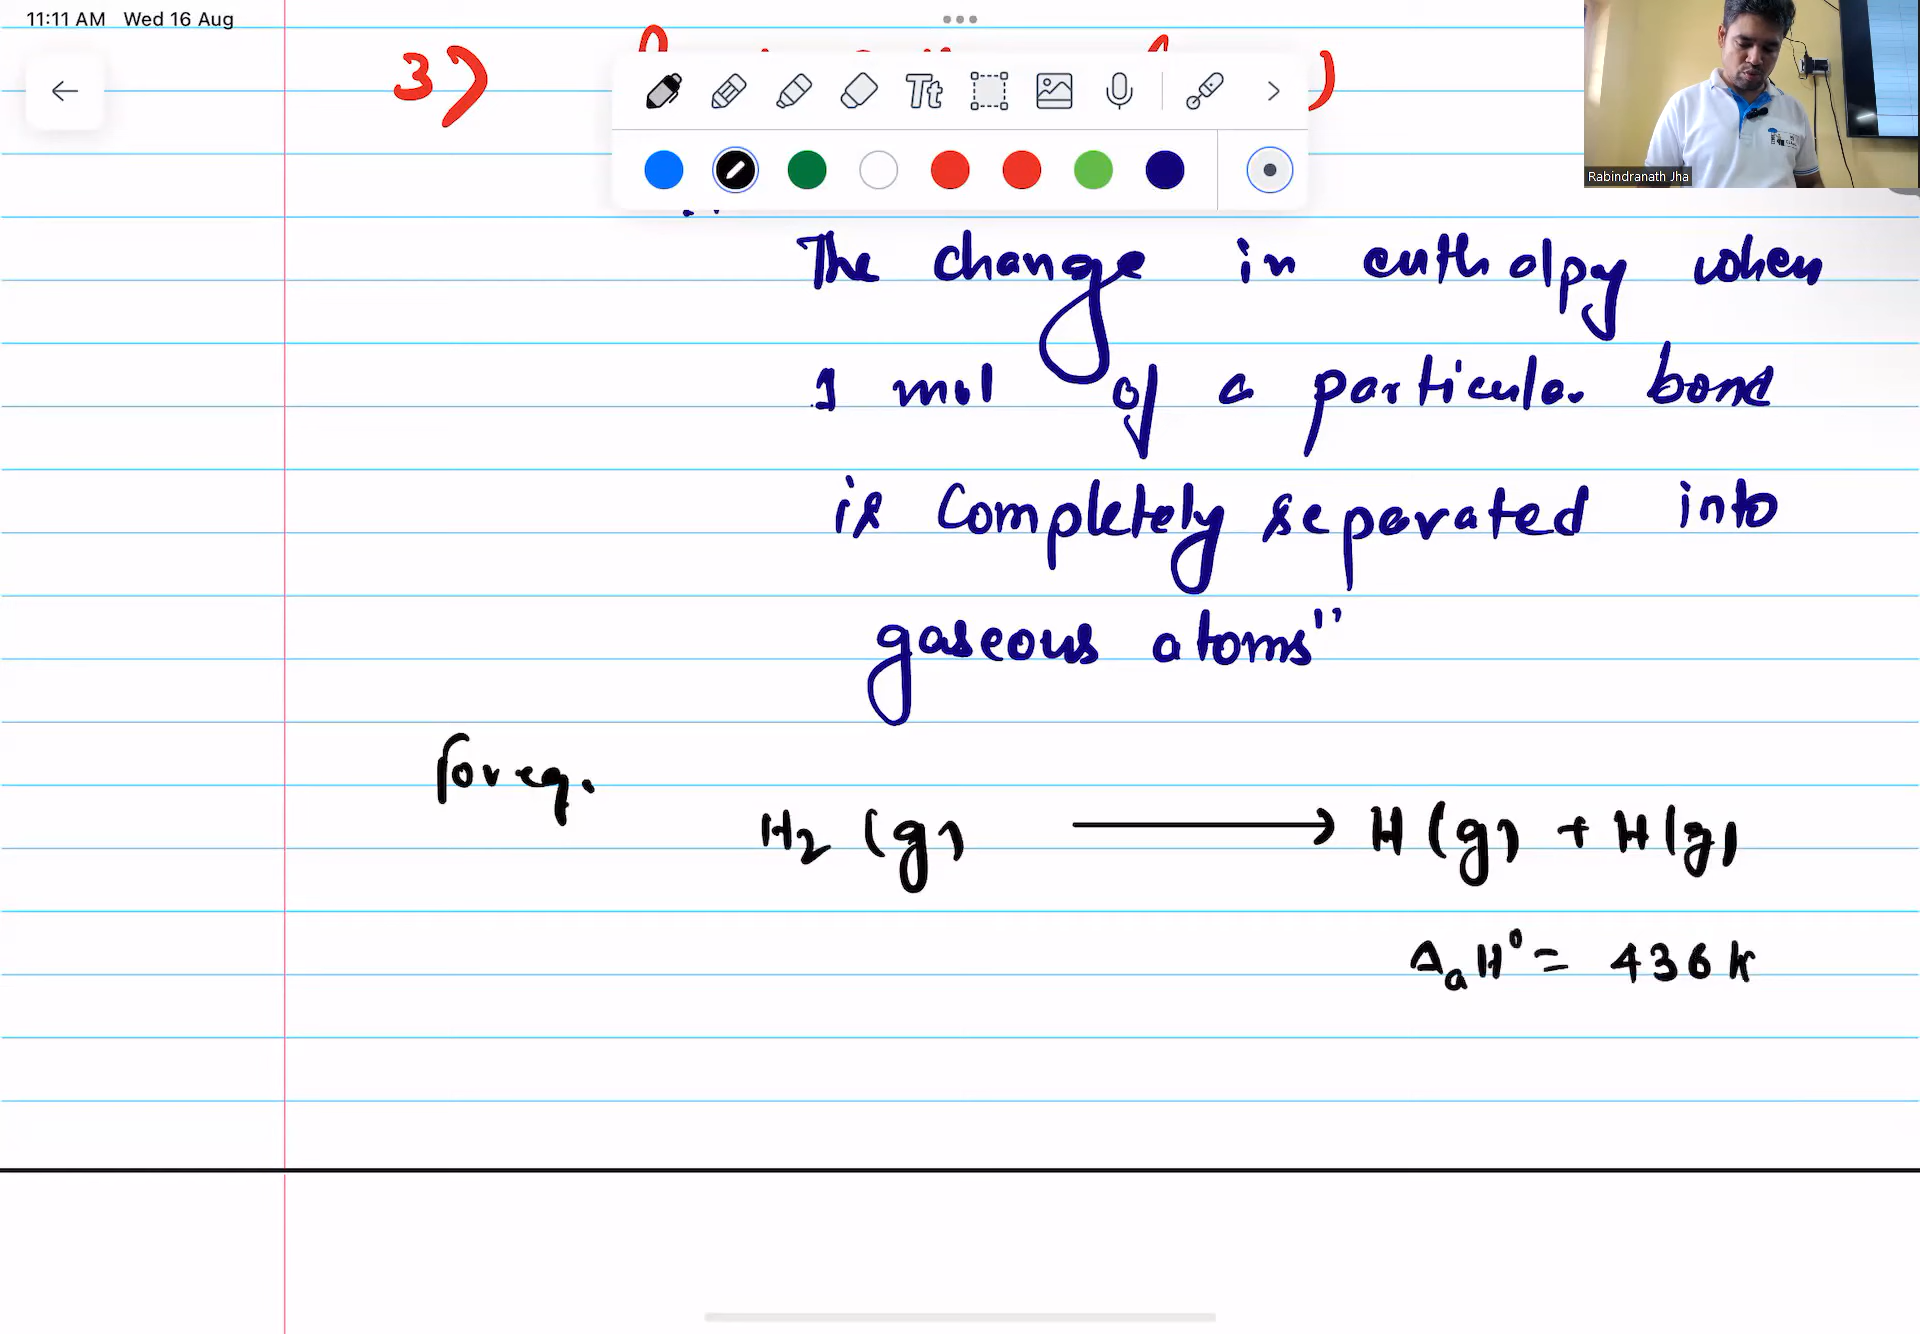 11:11 AM Wed 16 Aug
3)
Tt
Rabindranath Jha
The change in enthalpy when
1 mol of a particular bond
is completely separated into
gaseous atoms"
for eg.
H₂ (g) ⟶ H (g) + H(g)
ΔₐH° = 436 k